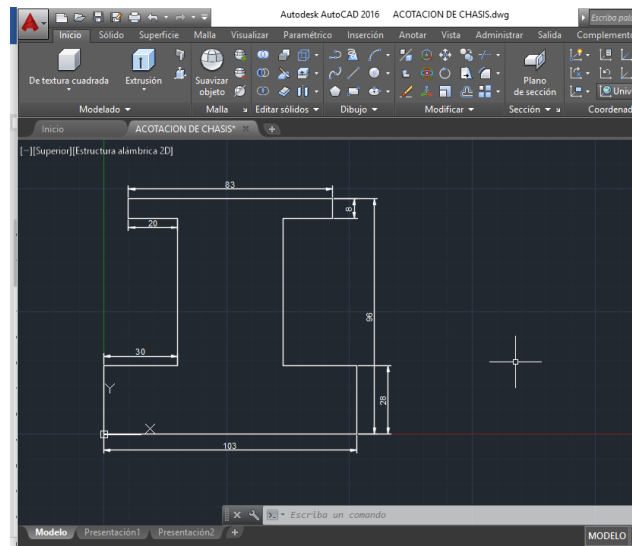 Autodesk AutoCAD 2016 ACOTACION DE CHASIS.dwg
Inicio Sólido Superficie Malla Visualizar Paramétrico Inserción Anotar Vista Administrar Salida Complemento
De textura cuadrada Extrusión Suavizar objeto Plano de sección
Modelado Malla Editar sólidos Dibujo Modificar Sección Coordenad
Inicio ACOTACION DE CHASIS*
[−][Superior][Estructura alámbrica 2D]
83
8
20
96
30
Y
28
X
103
Escriba un comando
Modelo Presentación1 Presentación2 +
MODELO